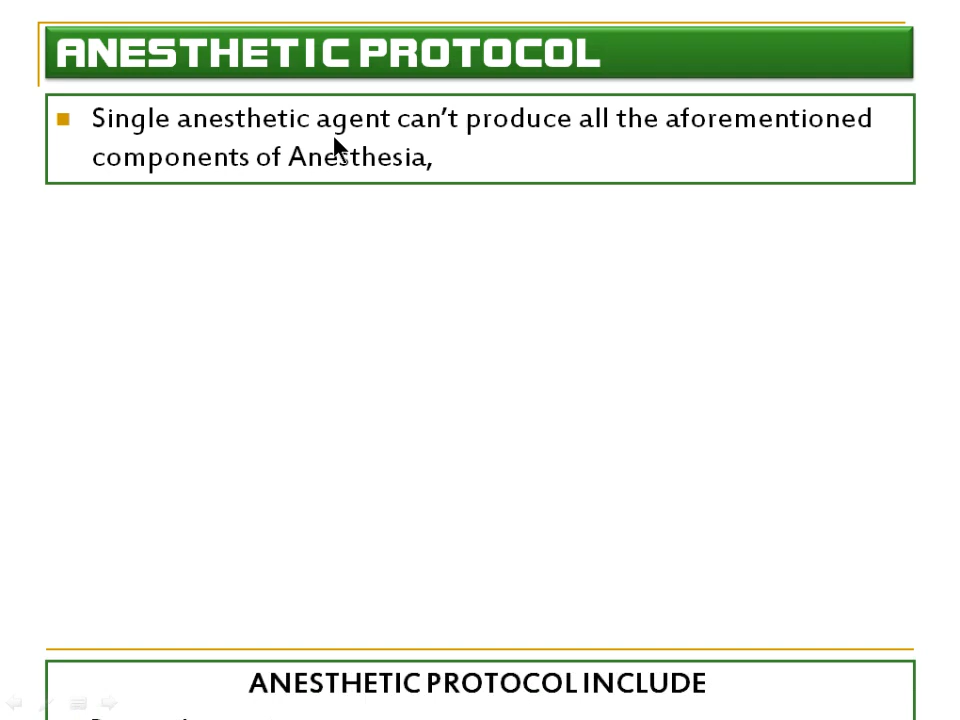 ANESTHETIC PROTOCOL
Single anesthetic agent can't produce all the aforementioned
components of Anesthesia,
ANESTHETIC PROTOCOL INCLUDE